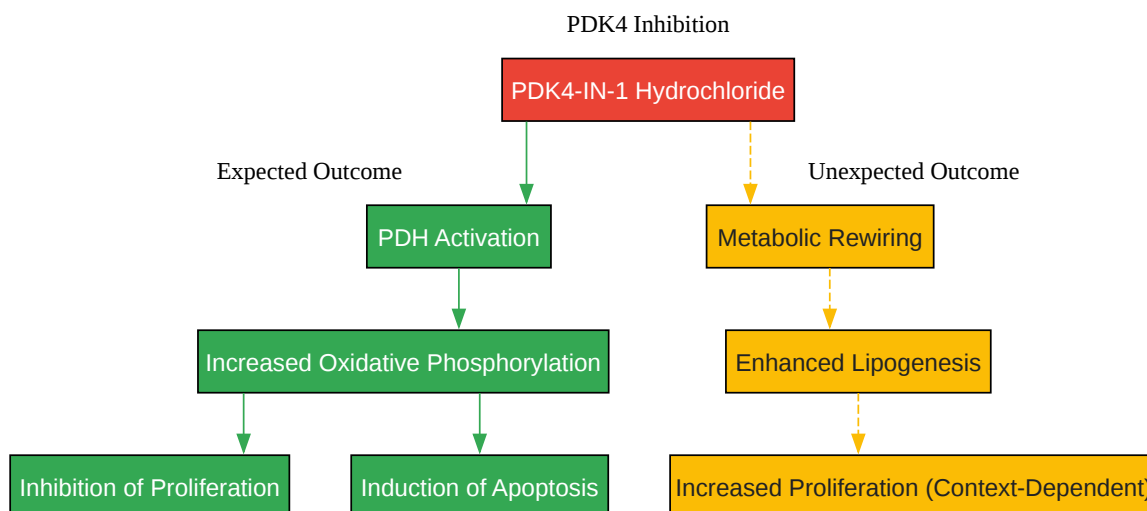 PDK4 Inhibition
PDK4-IN-1 Hydrochloride
Expected Outcome
Unexpected Outcome
PDH Activation
Metabolic Rewiring
Increased Oxidative Phosphorylation
Enhanced Lipogenesis
Inhibition of Proliferation
Induction of Apoptosis
Increased Proliferation (Context-Dependent)